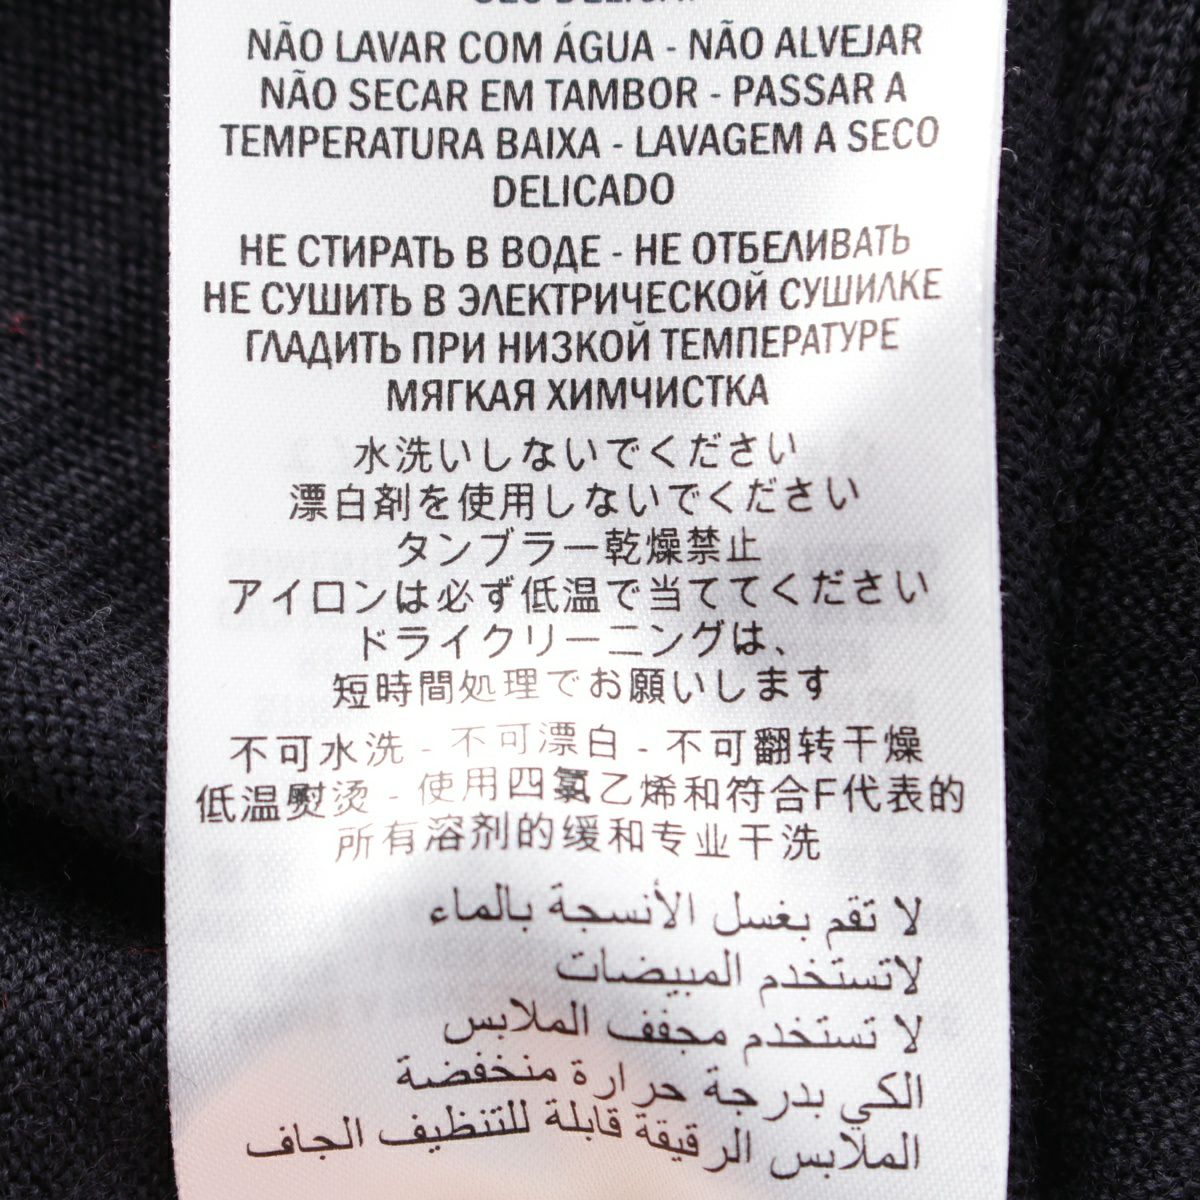 NÃO LAVAR COM ÁGUA - NÃO ALVEJAR
NÃO SECAR EM TAMBOR - PASSAR A
TEMPERATURA BAIXA - LAVAGEM A SECO
DELICADO
НЕ СТИРАТЬ В ВОДЕ - НЕ ОТБЕЛИВАТЬ
НЕ СУШИТЬ В ЭЛЕКТРИЧЕСКОЙ СУШИЛКЕ
ГЛАДИТЬ ПРИ НИЗКОЙ ТЕМПЕРАТУРЕ
МЯГКАЯ ХИМЧИСТКА
水洗いしないでください
漂白剤を使用しないでください
タンブラー乾燥禁止
アイロンは必ず低温で当ててください
ドライクリーニングは、
短時間処理でお願いします
不可水洗 - 不可漂白 - 不可翻转干燥
低温熨烫 - 使用四氯乙烯和符合F代表的
所有溶剂的缓和专业干洗
لا تقم بغسل الأنسجة بالماء
لاتستخدم المبيضات
لا تستخدم مجفف الملابس
الكي بدرجة حرارة منخفضة
الملابس الرقيقة قابلة للتنظيف الجاف